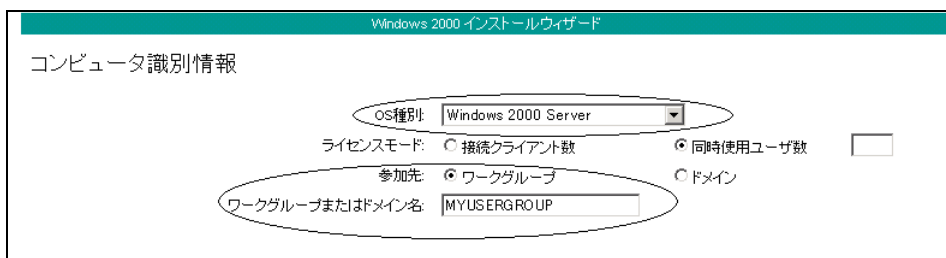 Windows 2000 インストールウィザード
コンピュータ識別情報
OS種別: Windows 2000 Server
ライセンスモード: 接続クライアント数 同時使用ユーザ数
参加先: ワークグループ ドメイン
ワークグループまたはドメイン名: MYUSERGROUP